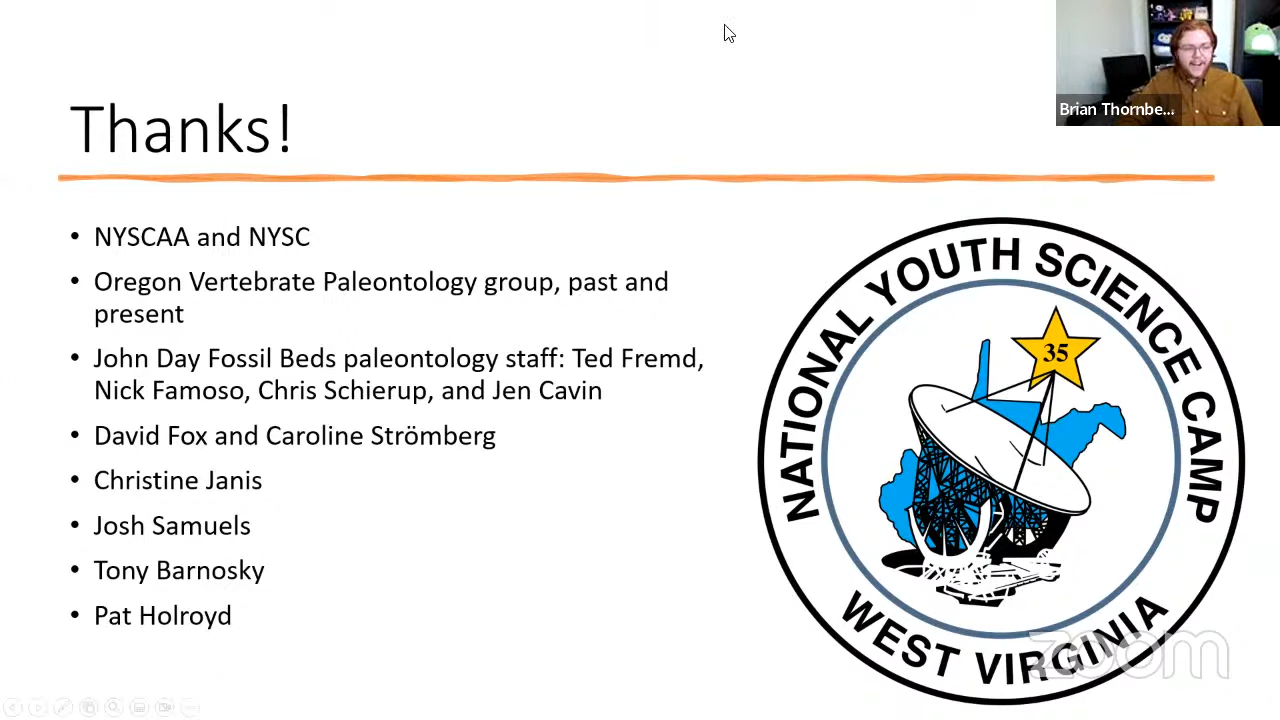 Thanks!
• NYSCAA and NYSC
• Oregon Vertebrate Paleontology group, past and
present
• John Day Fossil Beds paleontology staff: Ted Fremd,
Nick Famoso, Chris Schierup, and Jen Cavin
• David Fox and Caroline Strömberg
• Christine Janis
• Josh Samuels
• Tony Barnosky
• Pat Holroyd
NATIONAL YOUTH SCIENCE CAMP
35
WEST VIRGINIA
Brian Thornbe...
zoom